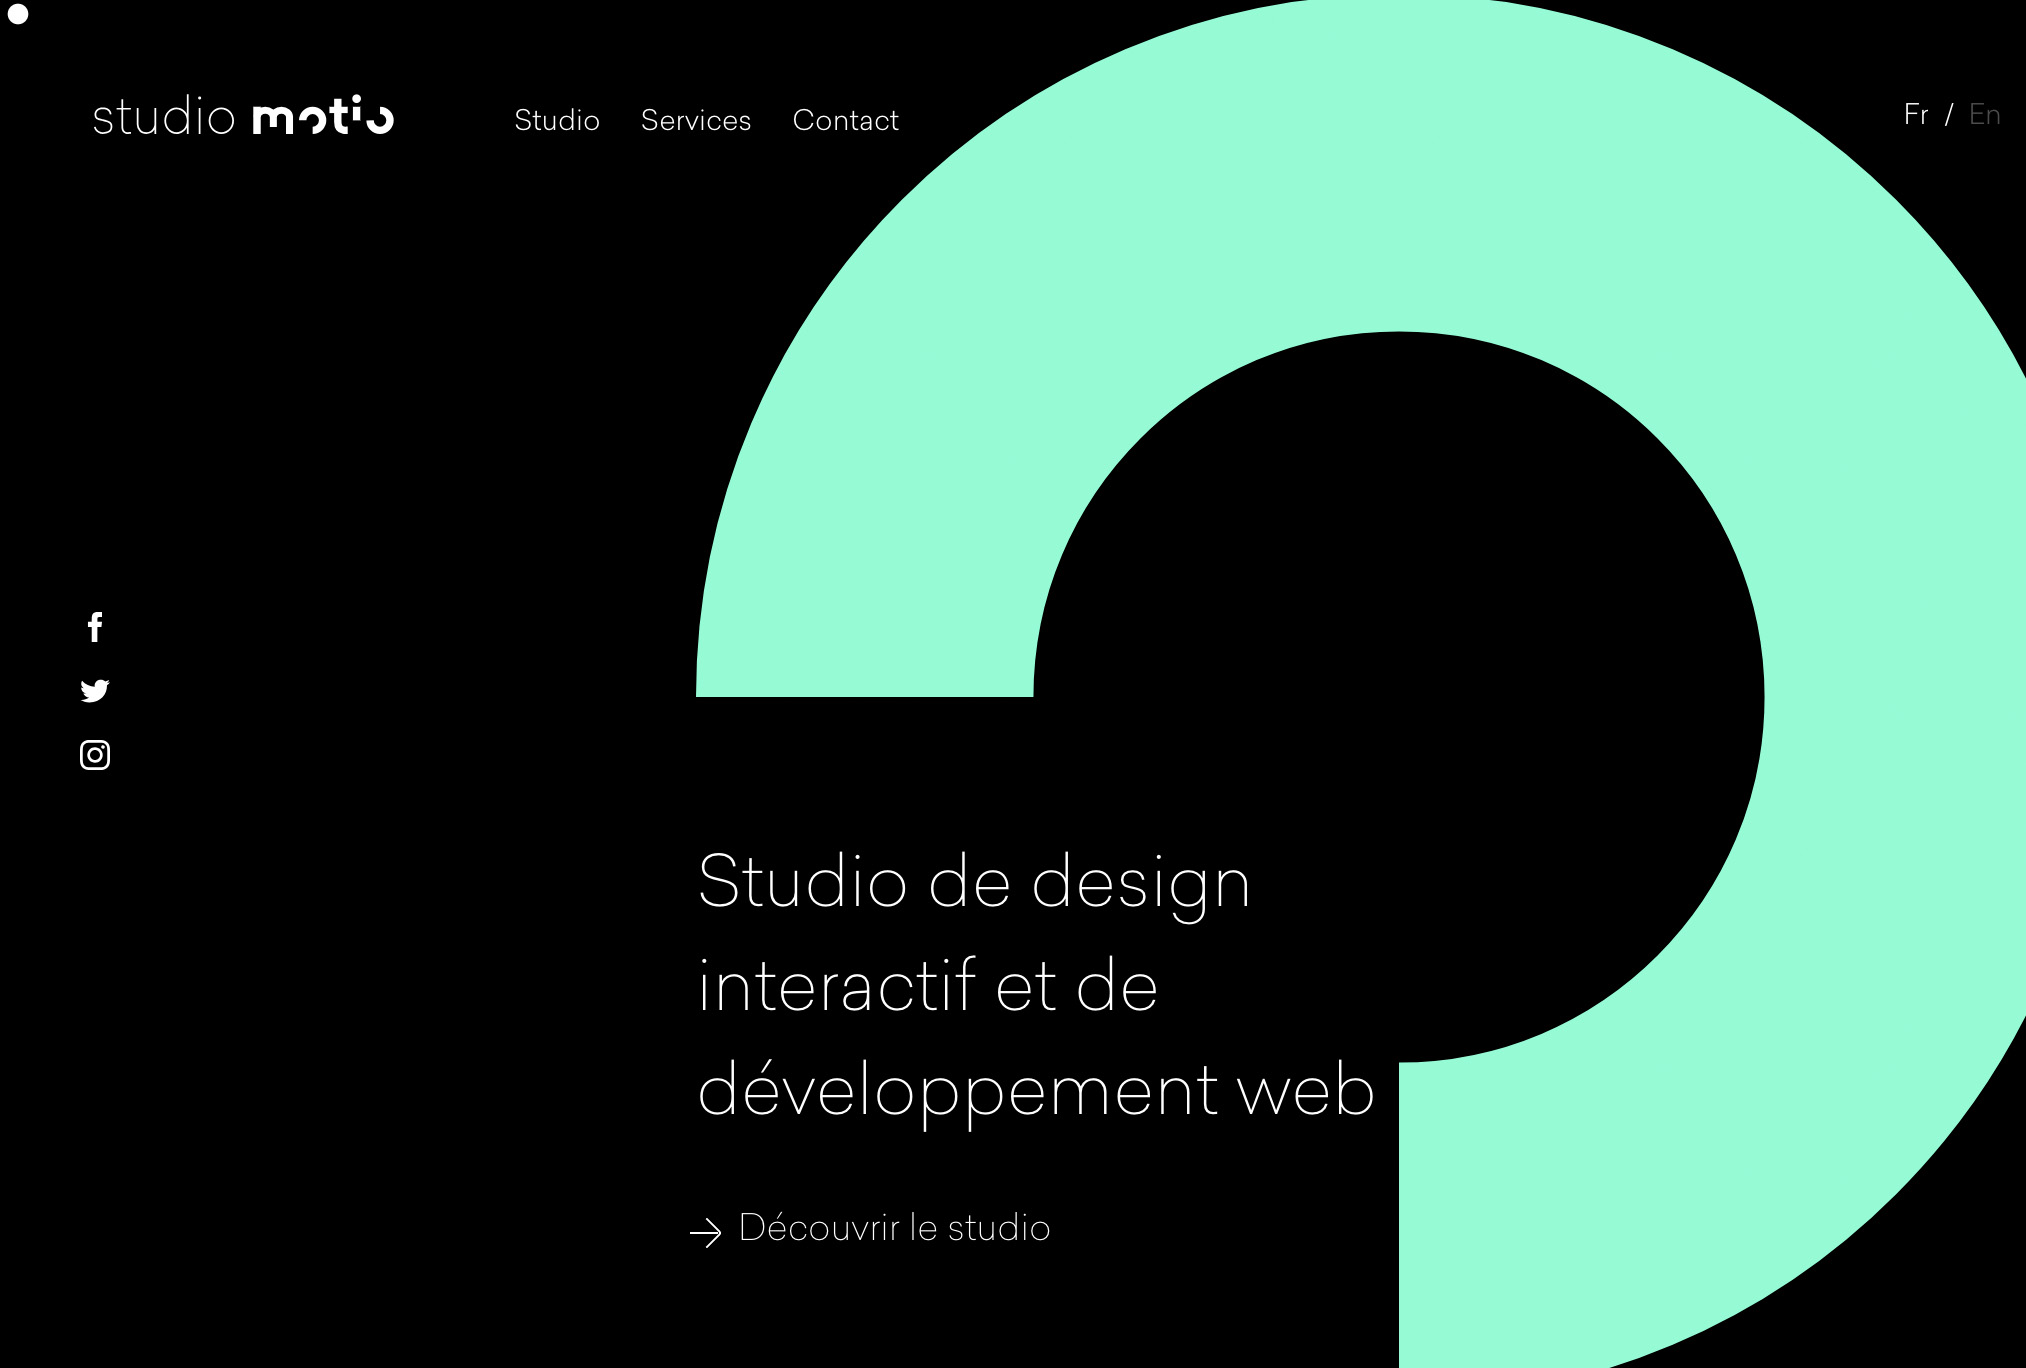 studio motio
Studio Services Contact
Fr / En
Studio de design
interactif et de
développement web
Découvrir le studio